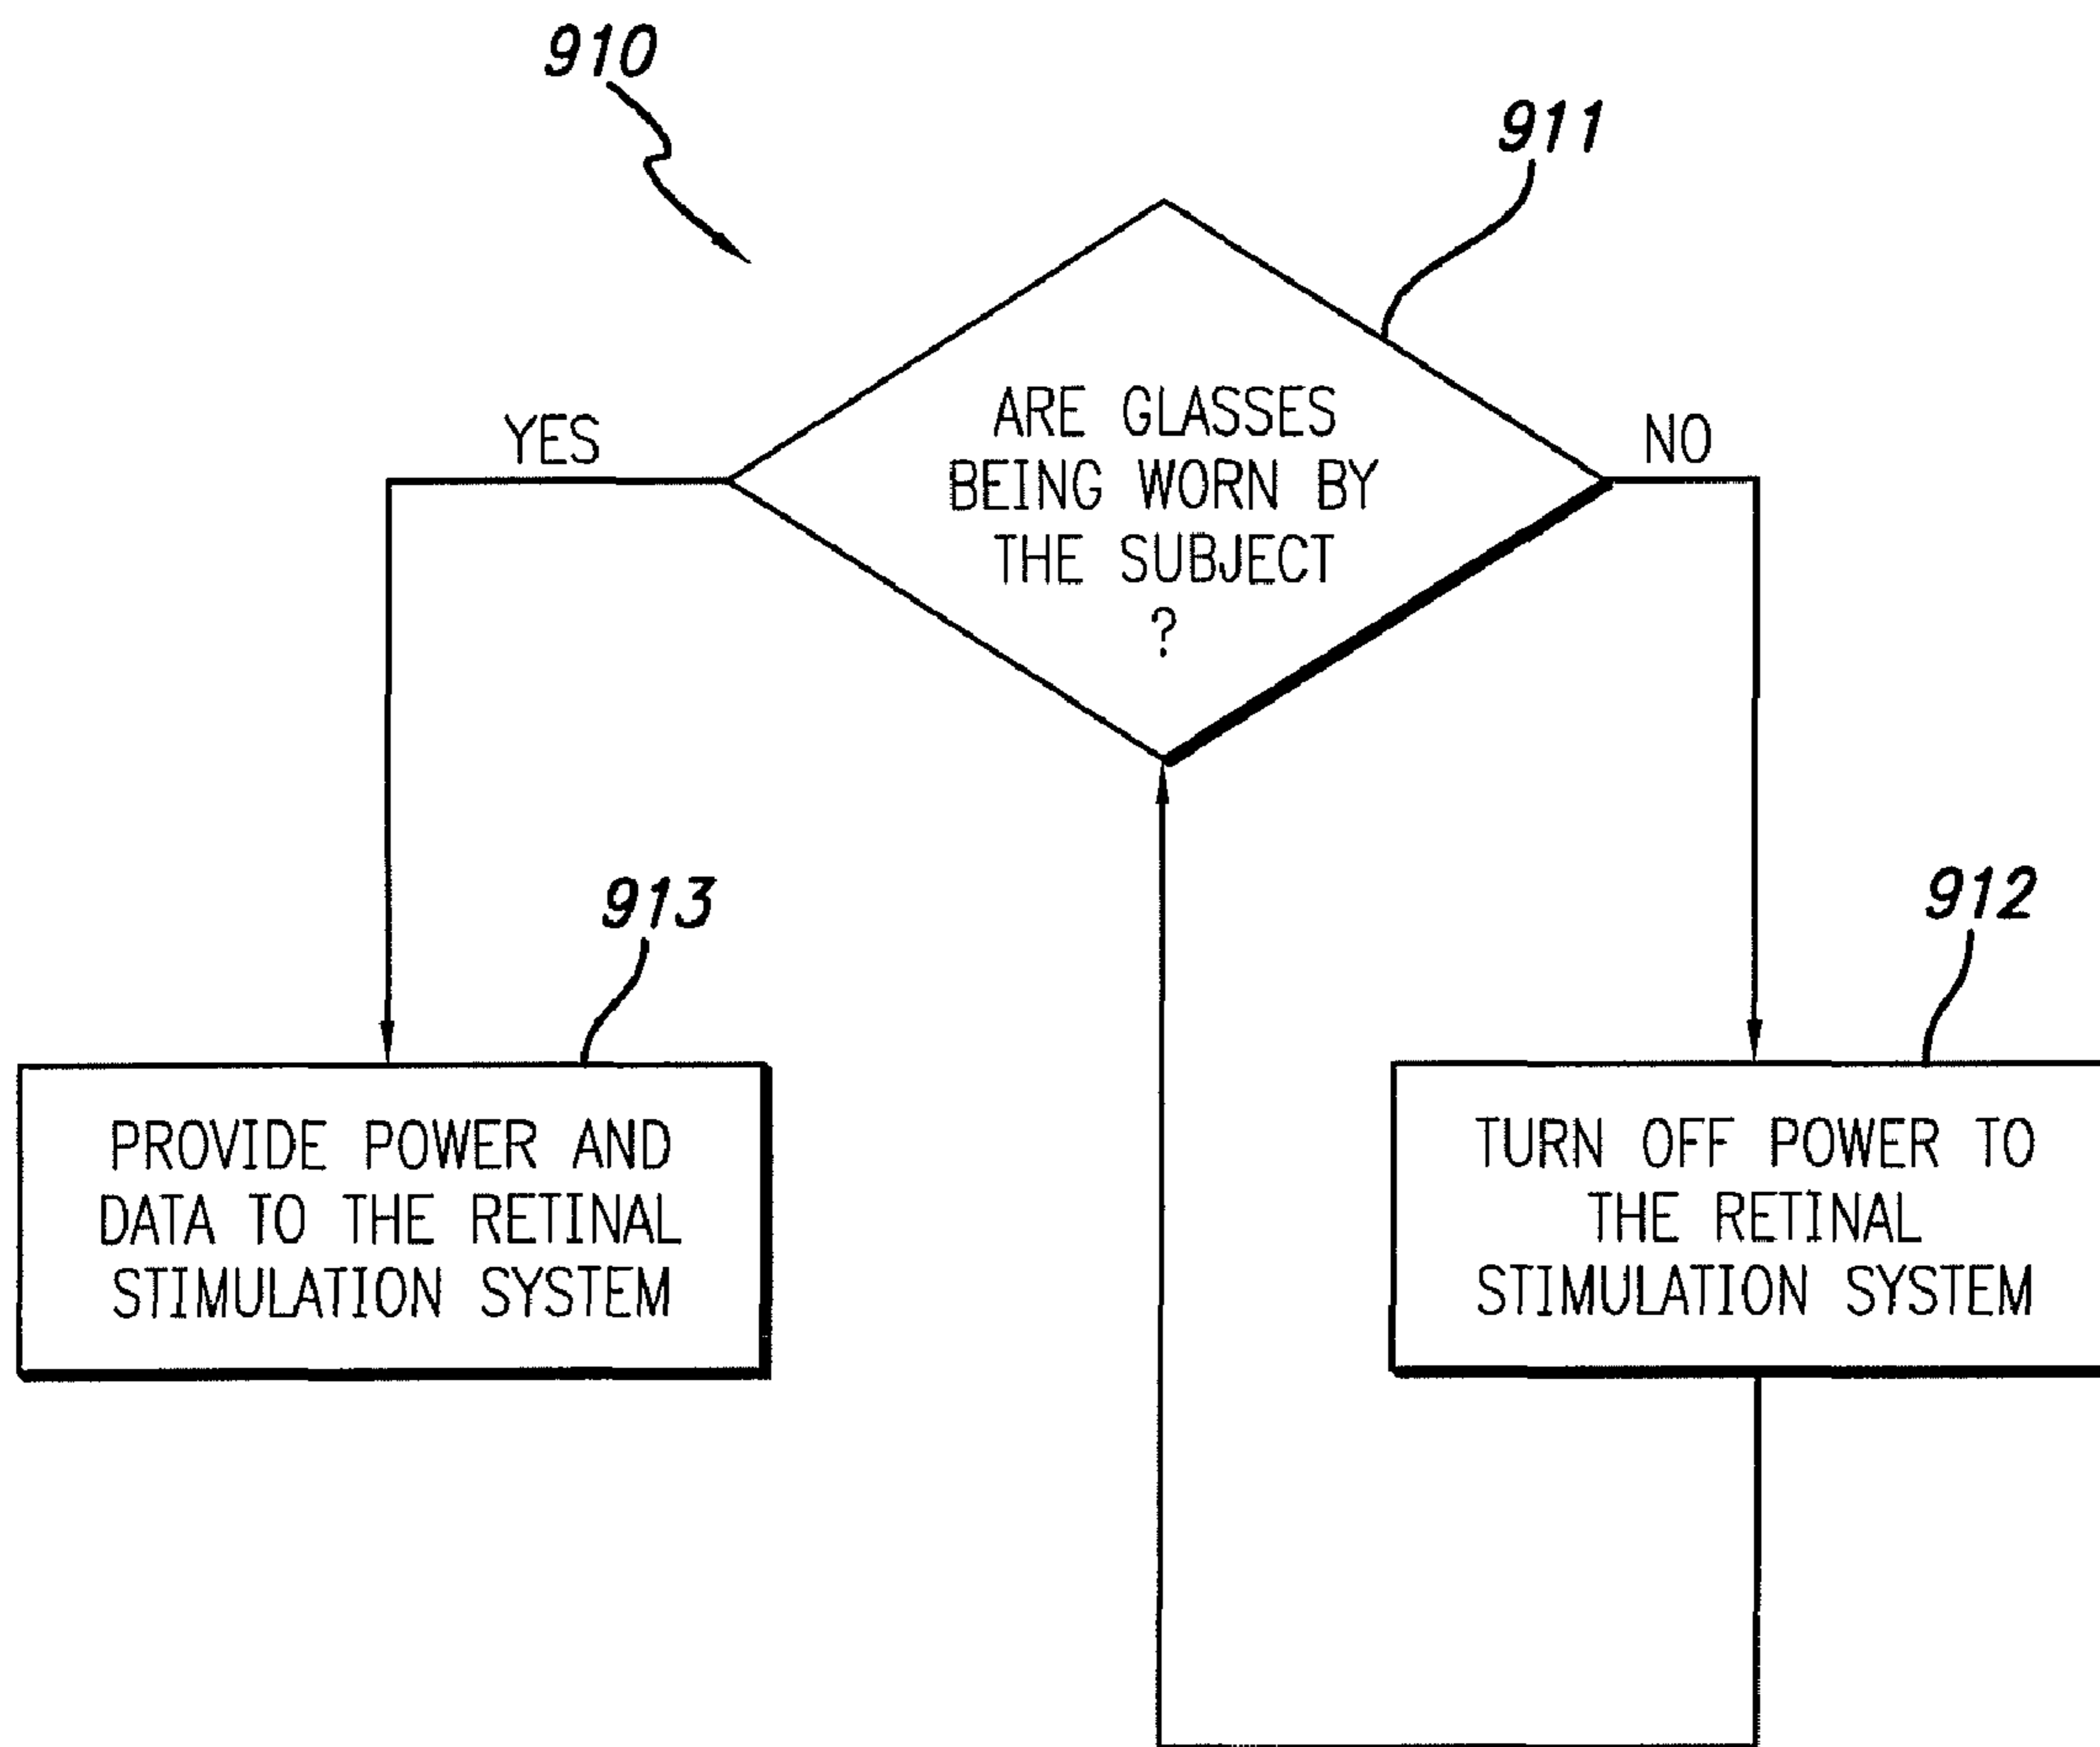 910
911
ARE GLASSES
BEING WORN BY
THE SUBJECT
?
YES
NO
913
912
PROVIDE POWER AND
DATA TO THE RETINAL
STIMULATION SYSTEM
TURN OFF POWER TO
THE RETINAL
STIMULATION SYSTEM